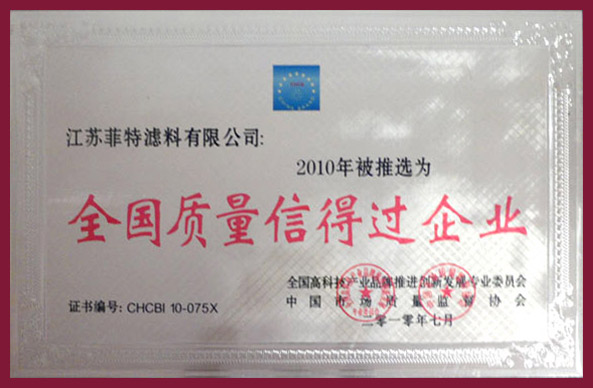 江苏菲特滤料有限公司:
2010年被推选为
全国质量信得过企业
全国高科技产业品牌推进创新发展专业委员会
中国市场质量监督协会
证书编号: CHCBI 10-075X
二零一零年七月